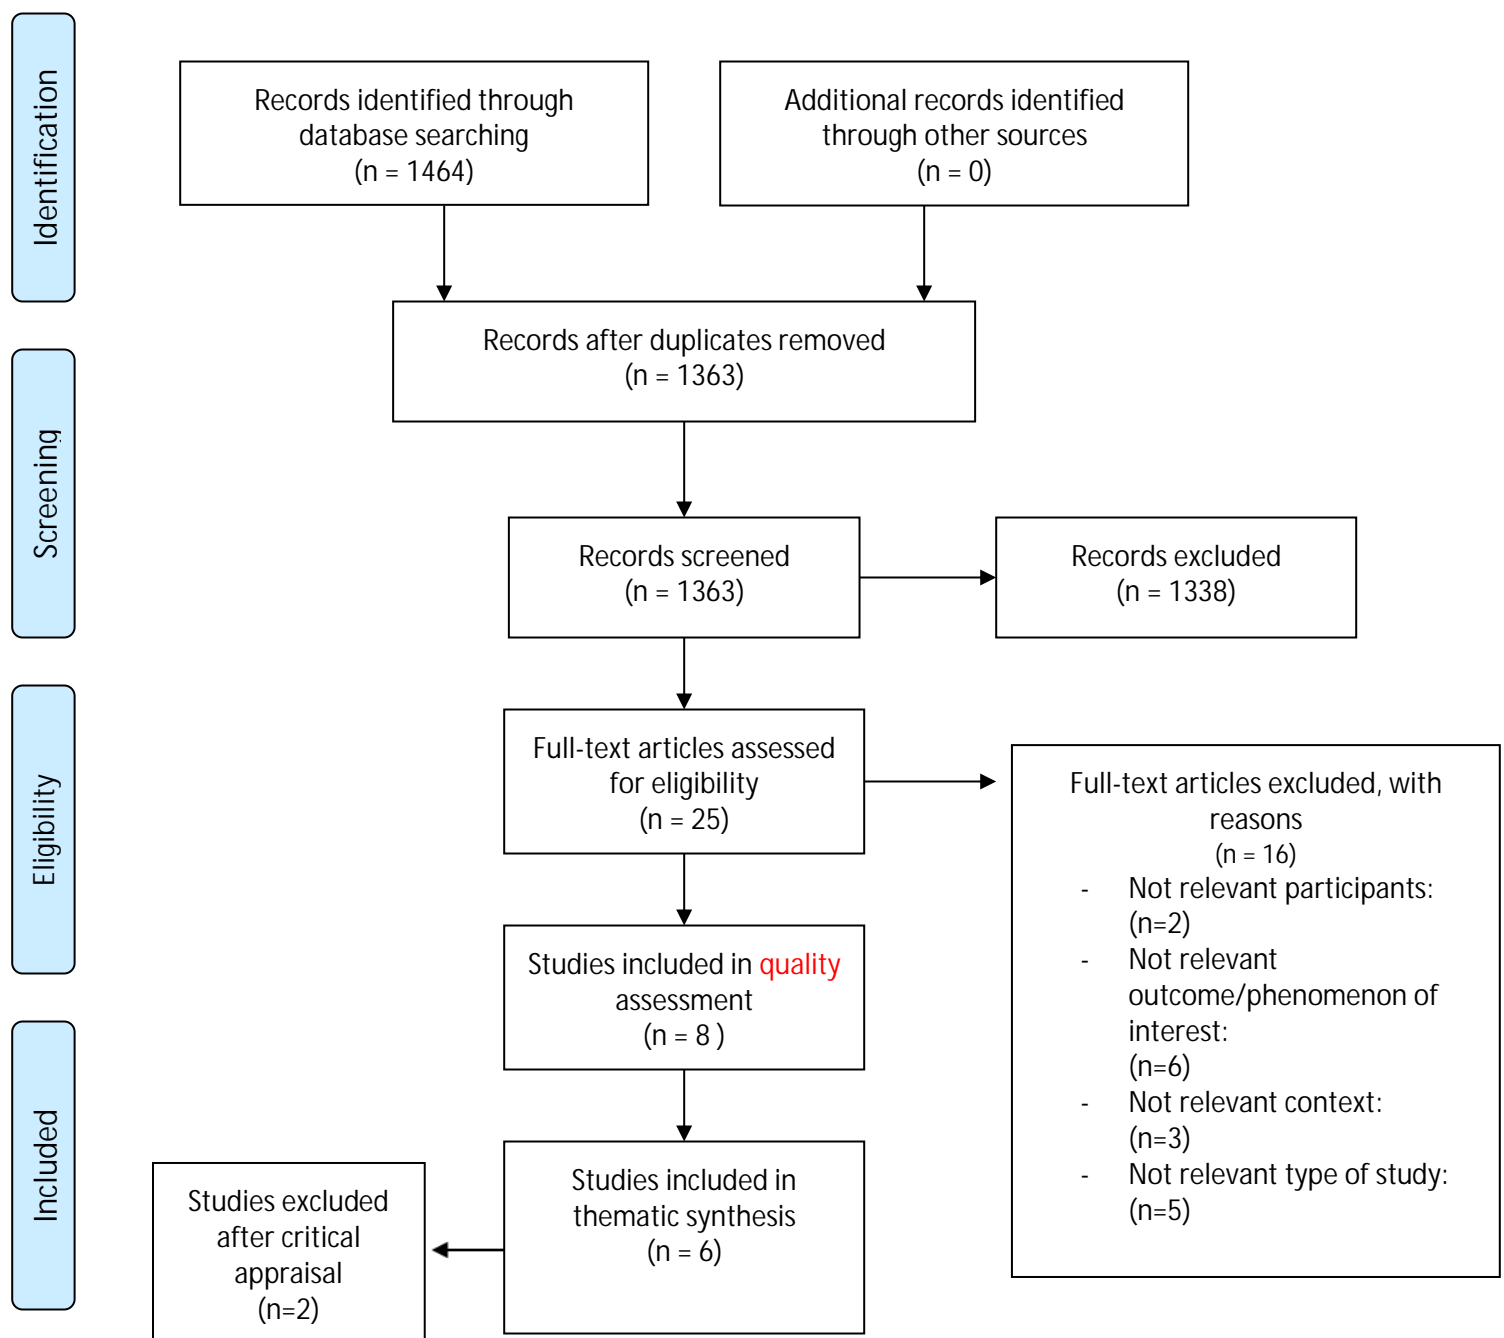 Identification
Records identified through
database searching
(n = 1464)
Additional records identified
through other sources
(n = 0)
Records after duplicates removed
(n = 1363)
Screening
Records screened
(n = 1363)
Records excluded
(n = 1338)
Eligibility
Full-text articles assessed
for eligibility
(n = 25)
Full-text articles excluded, with
reasons
(n = 16)
- Not relevant participants:
(n=2)
- Not relevant
outcome/phenomenon of
interest:
(n=6)
- Not relevant context:
(n=3)
- Not relevant type of study:
(n=5)
Studies included in quality
assessment
(n = 8 )
Included
Studies included in
thematic synthesis
(n = 6)
Studies excluded
after critical
appraisal
(n=2)